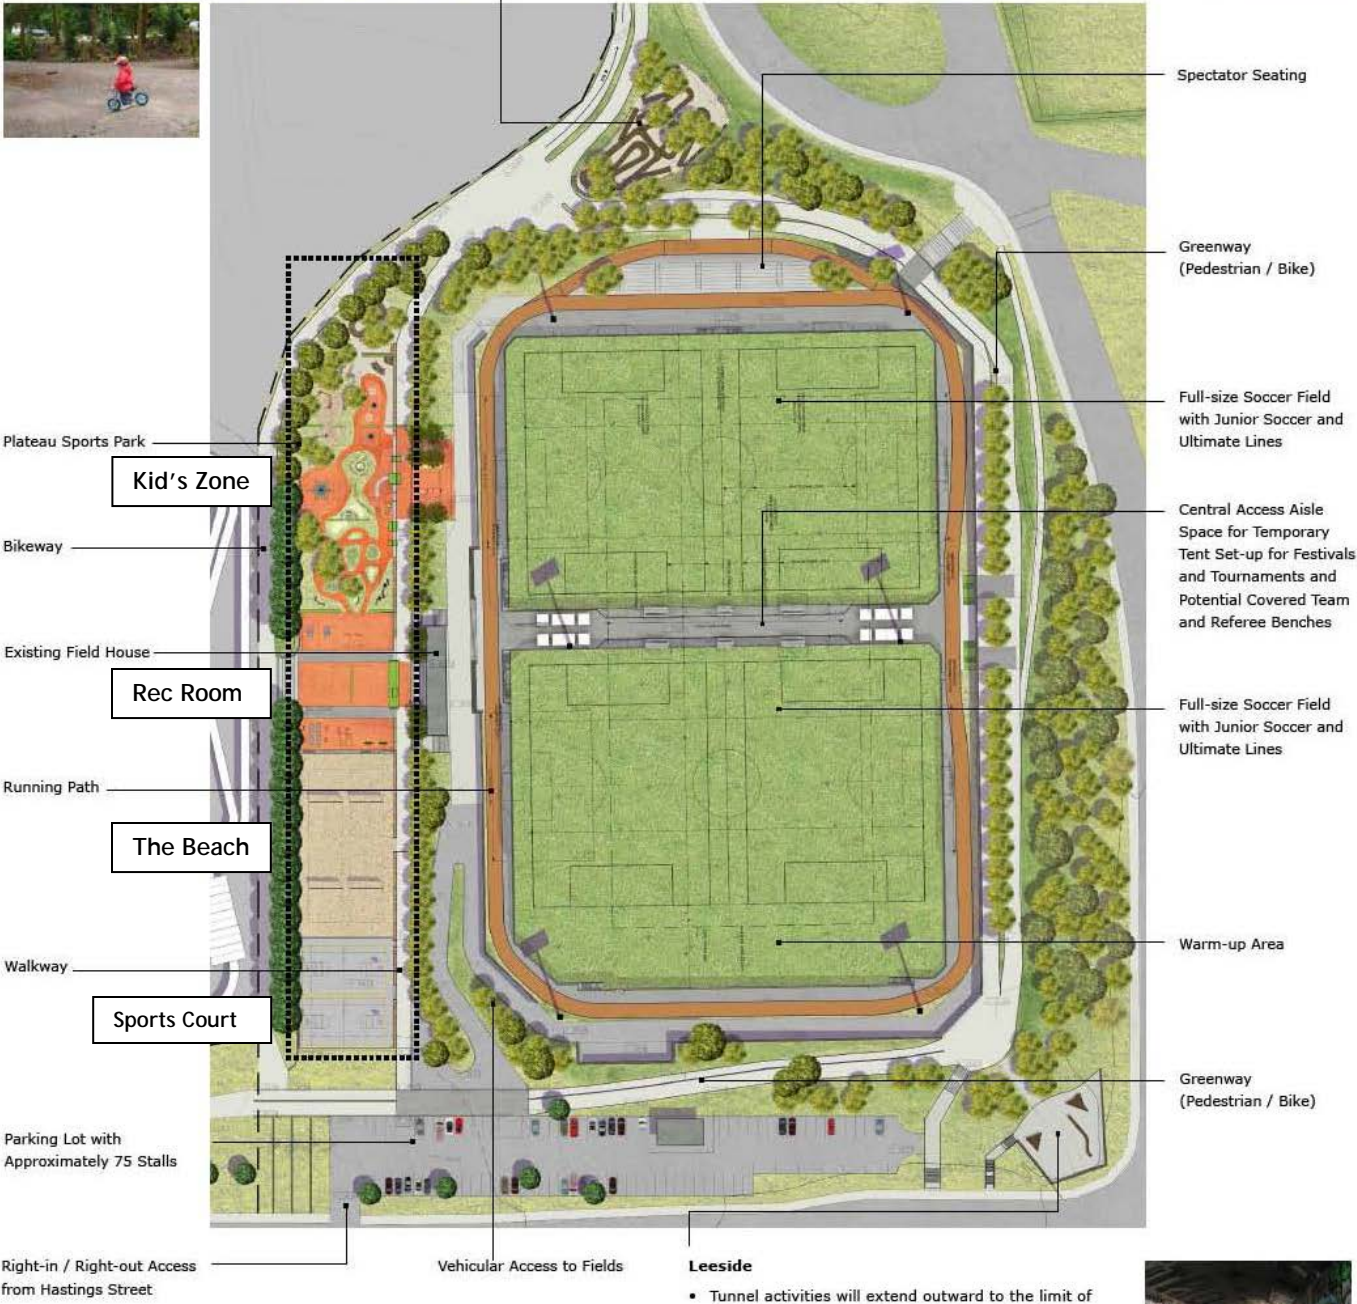 Spectator Seating
Greenway
(Pedestrian / Bike)
Full-size Soccer Field
with Junior Soccer and
Ultimate Lines
Plateau Sports Park
Kid's Zone
Central Access Aisle
Space for Temporary
Tent Set-up for Festivals
and Tournaments and
Potential Covered Team
and Referee Benches
Bikeway
Existing Field House
Rec Room
Full-size Soccer Field
with Junior Soccer and
Ultimate Lines
Running Path
The Beach
Warm-up Area
Walkway
Sports Court
Greenway
(Pedestrian / Bike)
Parking Lot with
Approximately 75 Stalls
Right-in / Right-out Access
from Hastings Street
Vehicular Access to Fields
Leeside
• Tunnel activities will extend outward to the limit of